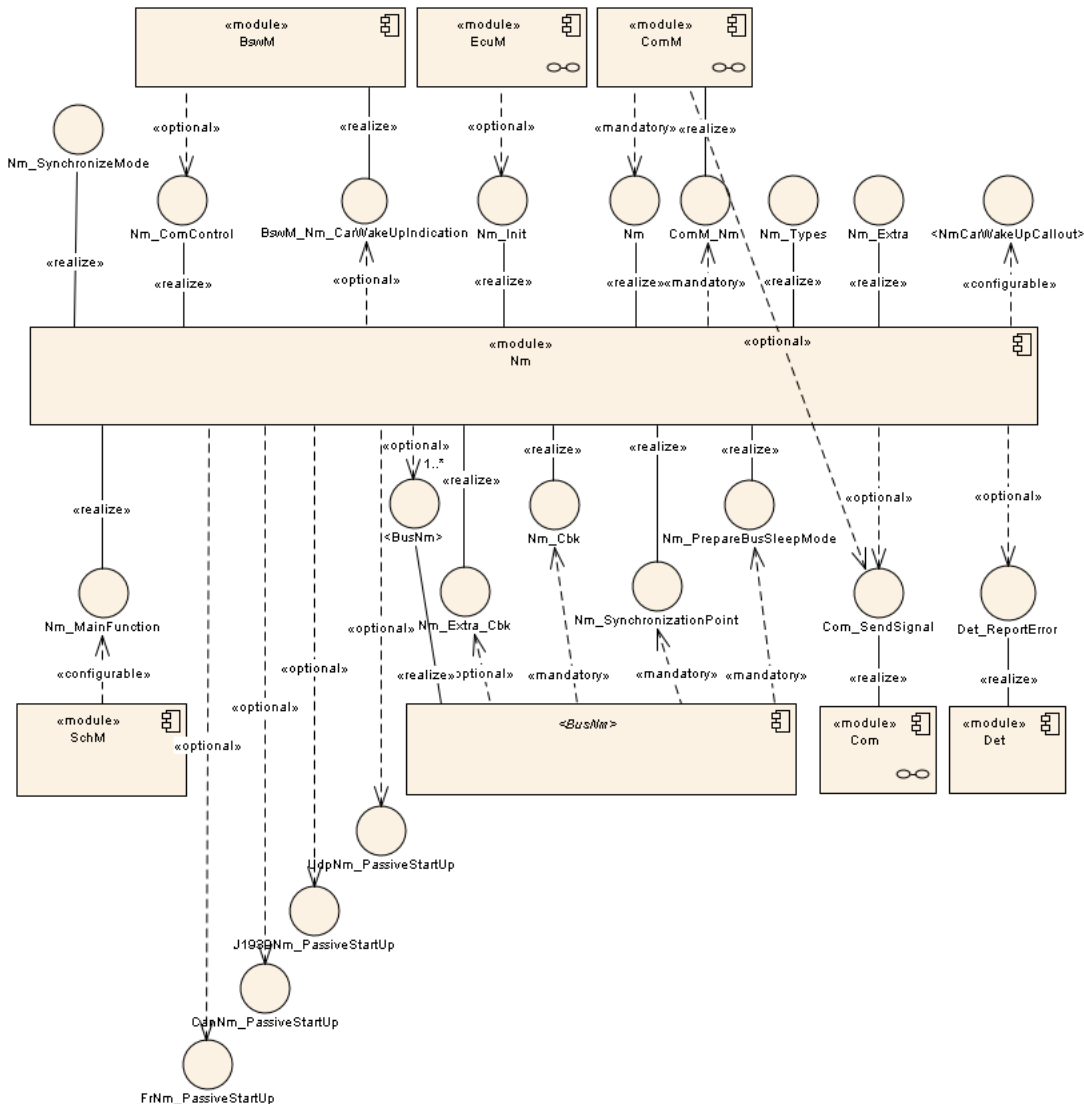 «module»
BswM
«module»
EcuM
«module»
ComM
«optional»
«realize»
«optional»
«mandatory»
«realize»
Nm_SynchronizeMode
Nm_ComControl
BswM_Nm_CarWakeUpIndication
Nm_Init
Nm
ComM_Nm
Nm_Types
Nm_Extra
<NmCarWakeUpCallout>
«realize»
«realize»
«optional»
«realize»
«realize»
«mandatory»
«realize»
«realize»
«configurable»
«module»
Nm
«optional»
«optional»
1..*
«realize»
«realize»
«realize»
«realize»
«realize»
«optional»
«optional»
<BusNm>
Nm_Cbk
Nm_PrepareBusSleepMode
Nm_MainFunction
Nm_Extra_Cbk
Nm_SynchronizationPoint
Com_SendSignal
Det_ReportError
«optional»
«optional»
«configurable»
«realize»
optional»
«mandatory»
«mandatory»
«mandatory»
«realize»
«realize»
«optional»
«optional»
«module»
SchM
<BusNm>
«module»
Com
«module»
Det
UdpNm_PassiveStartUp
J1939Nm_PassiveStartUp
CanNm_PassiveStartUp
FrNm_PassiveStartUp